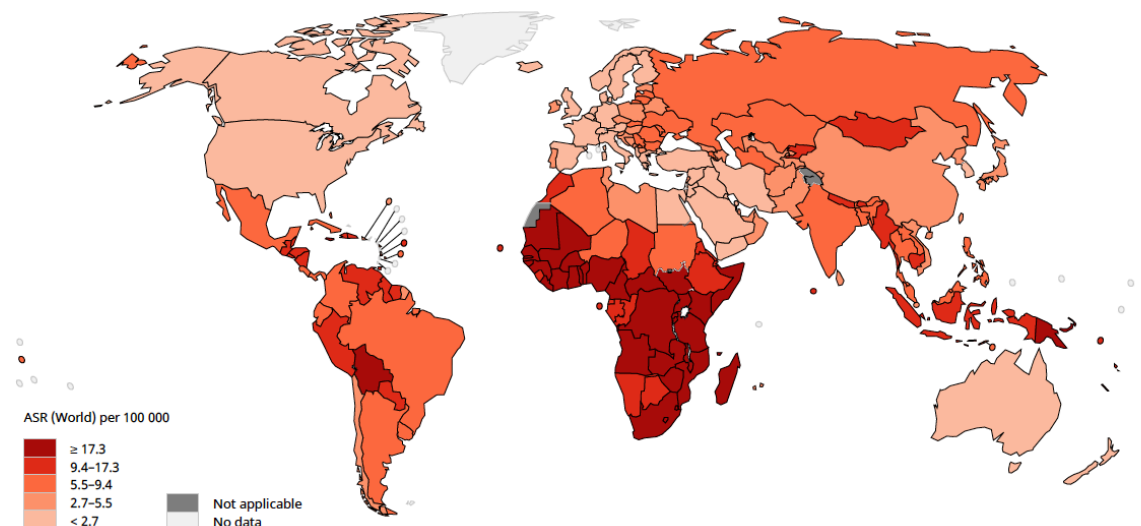 ASR (World) per 100 000
≥ 17.3
9.4–17.3
5.5–9.4
2.7–5.5
< 2.7
Not applicable
No data